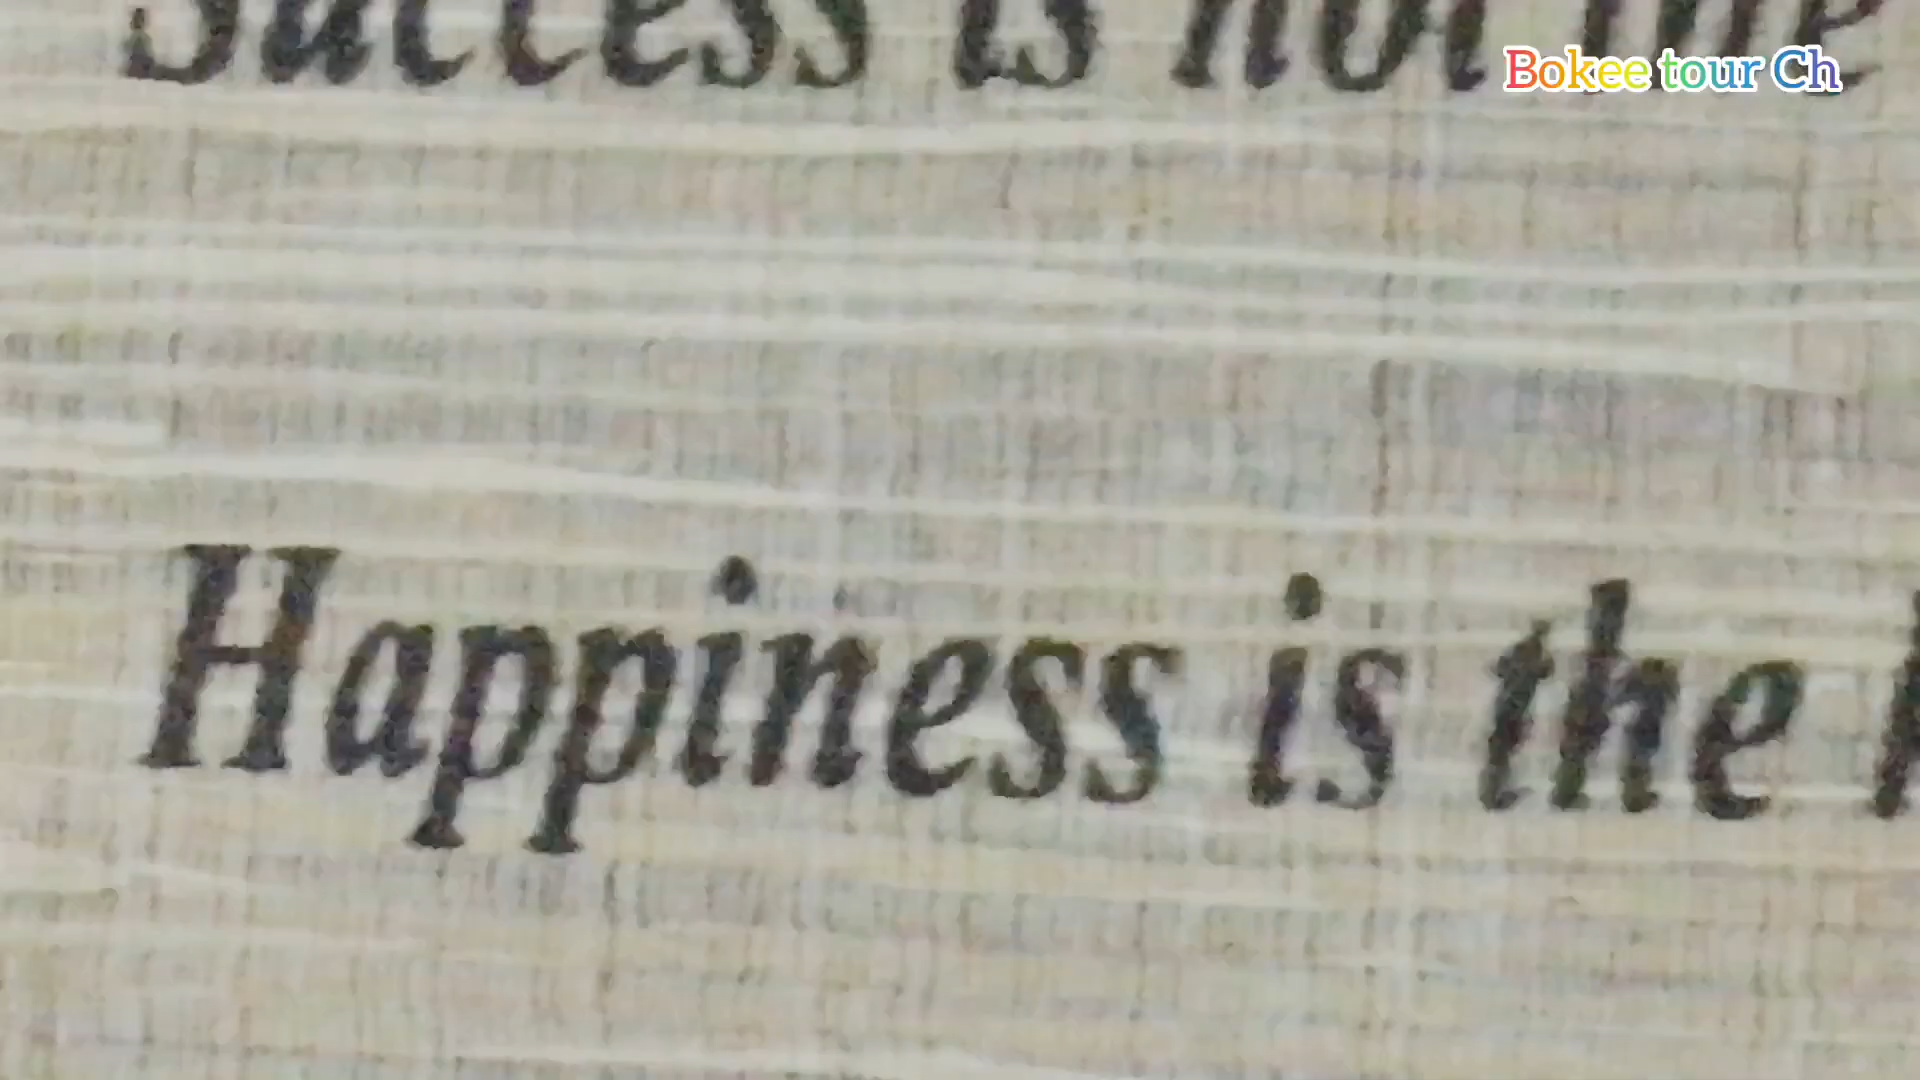 Success is not the
Bokee tour Ch
Happiness is the